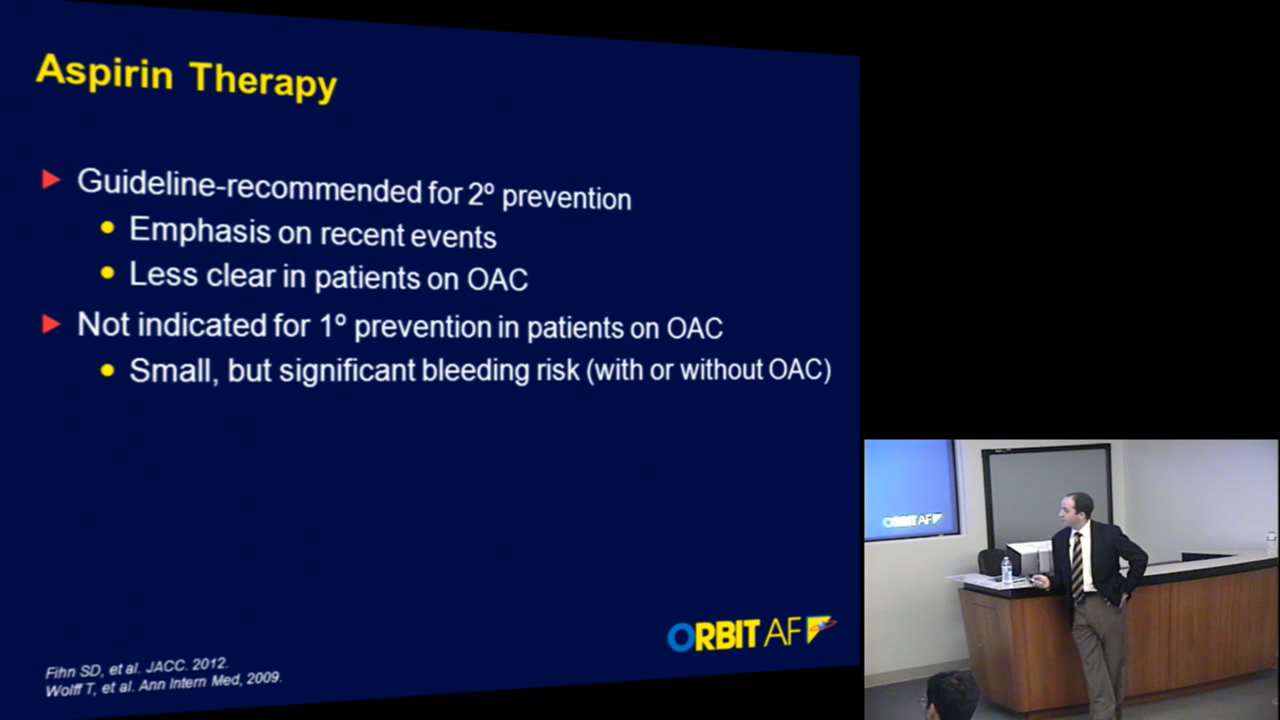 Aspirin Therapy
Guideline-recommended for 2º prevention
Emphasis on recent events
Less clear in patients on OAC
Not indicated for 1º prevention in patients on OAC
Small, but significant bleeding risk (with or without OAC)
ORBIT AF
Fihn SD, et al. JACC. 2012.
Wolff T, et al. Ann Intern Med, 2009.
ORBIT AF